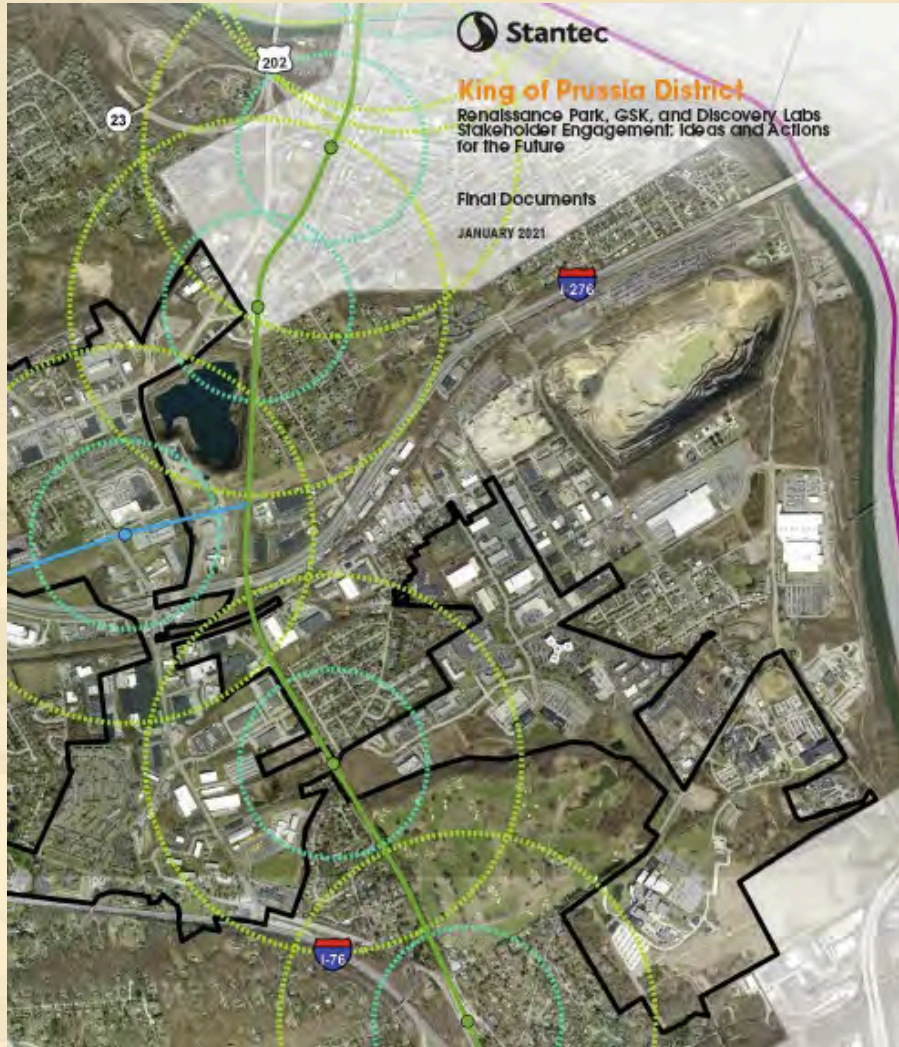 Stantec
202
King of Prussia District
23
Renaissance Park, GSK, and Discovery Labs
Stakeholder Engagement: Ideas and Actions
for the Future
Final Documents
JANUARY 2021
I-276
I-76